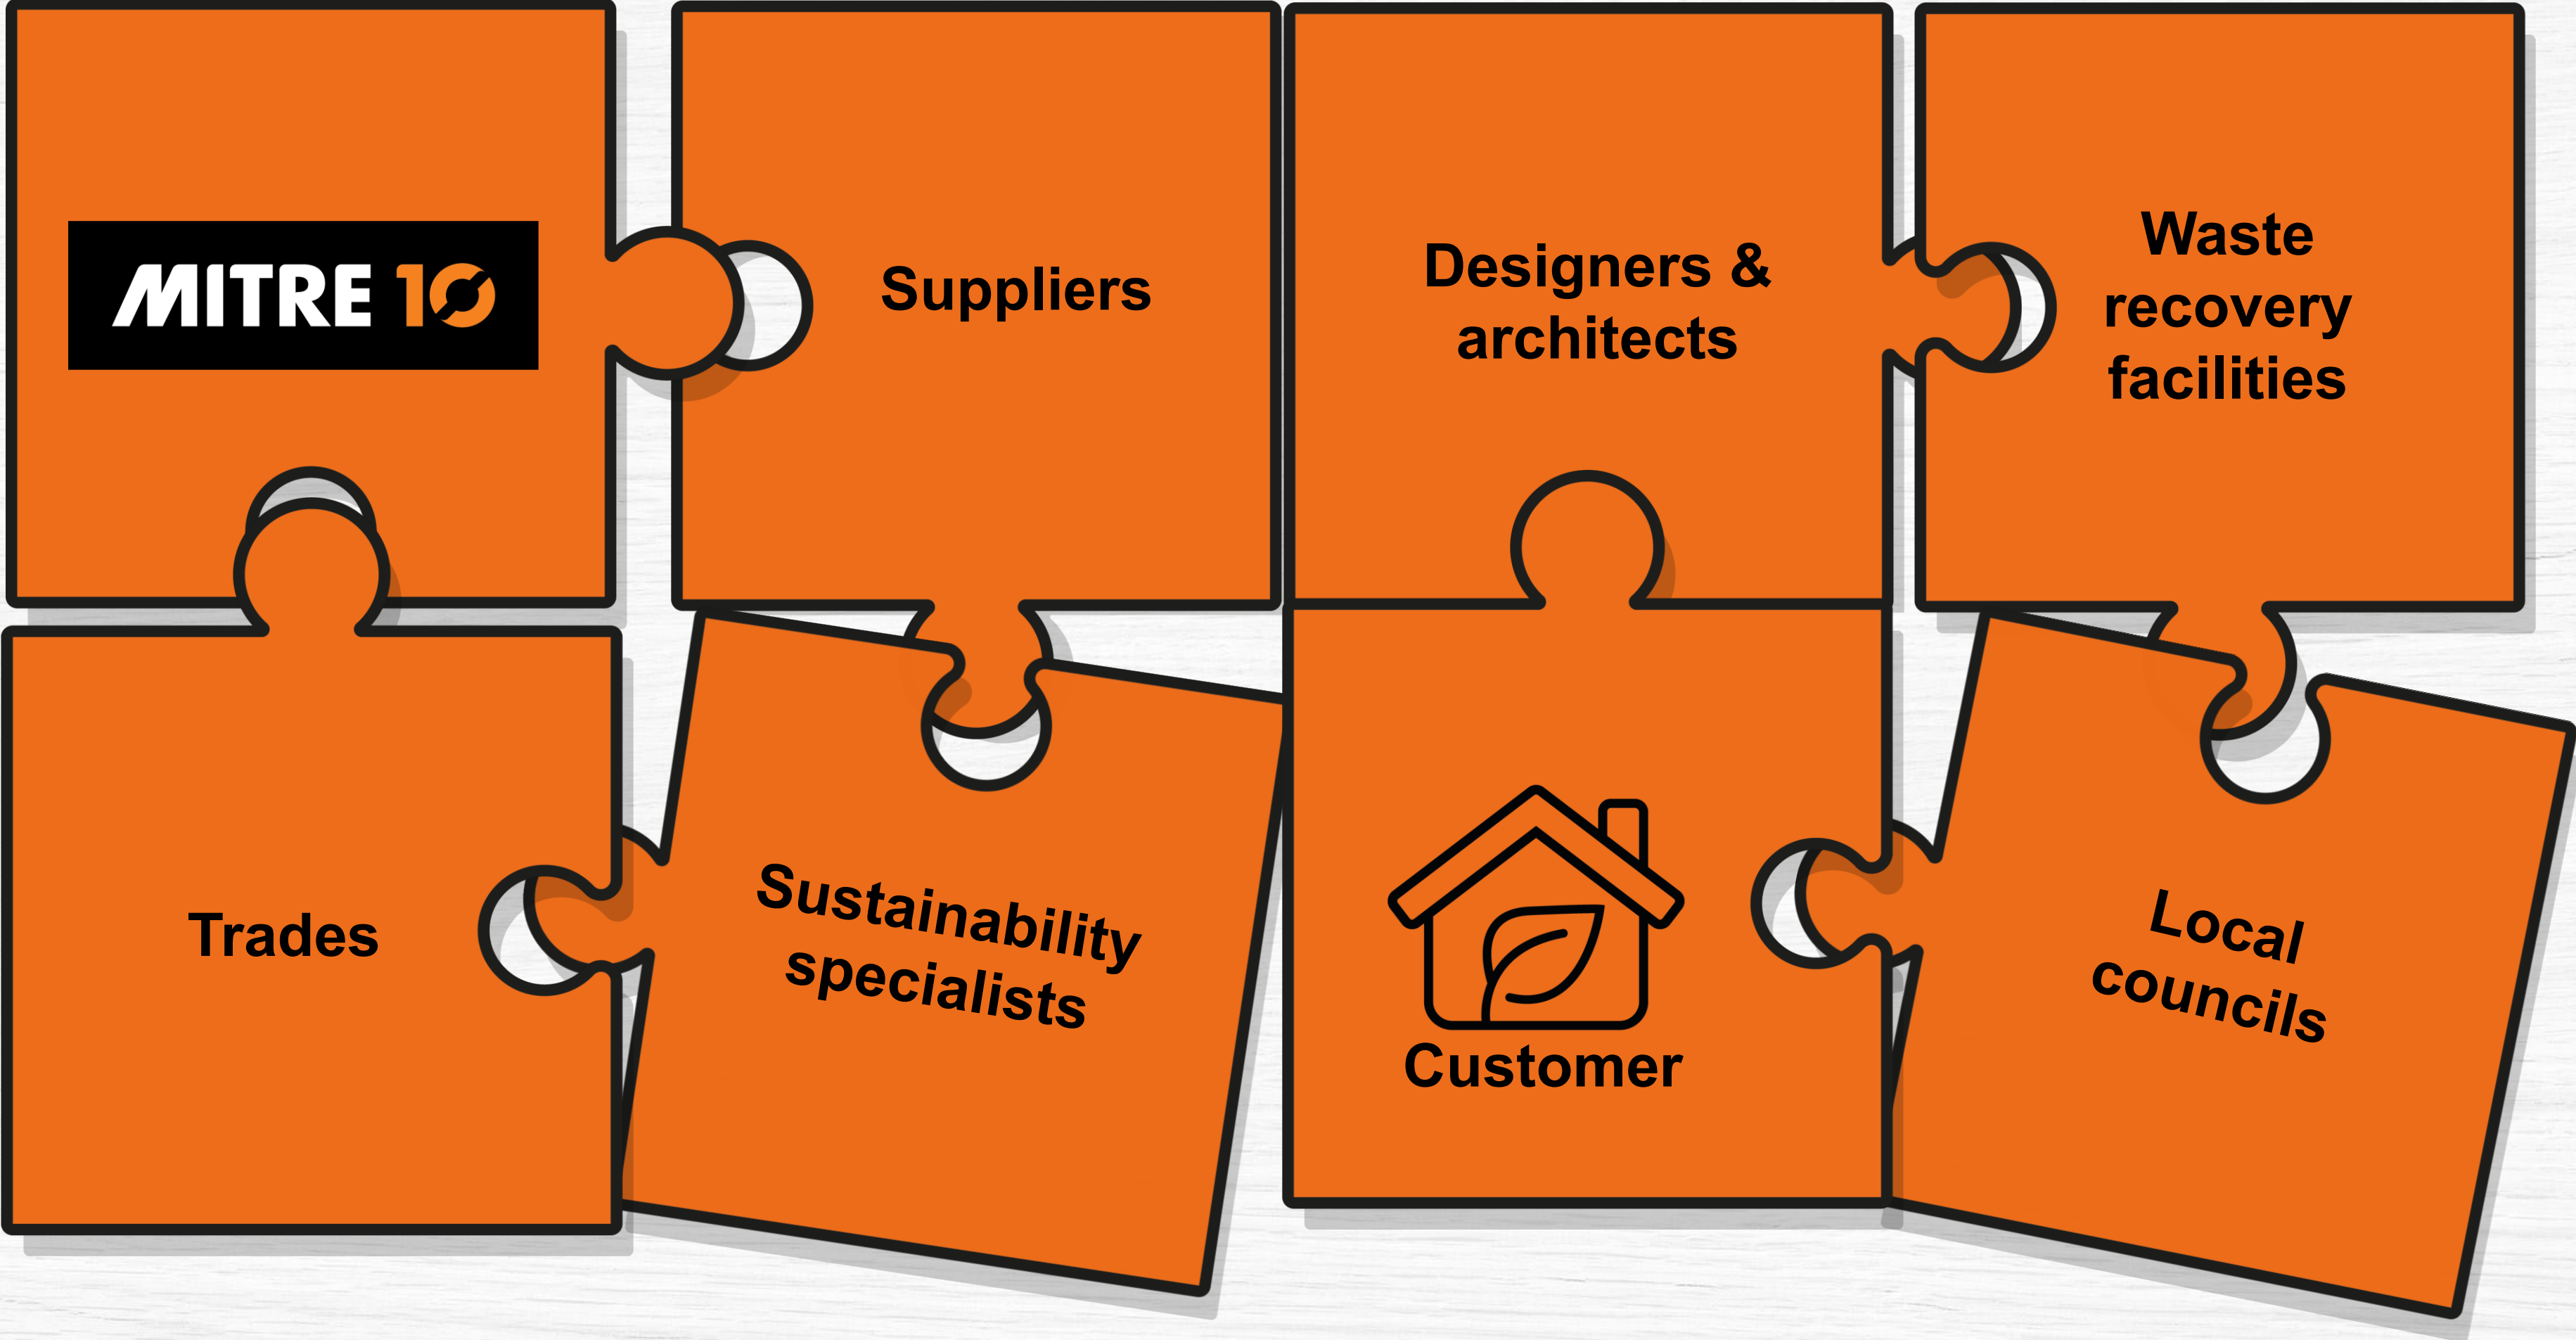 MITRE 10
Suppliers
Designers &
architects
Waste
recovery
facilities
Trades
Sustainability
specialists
Customer
Local
councils